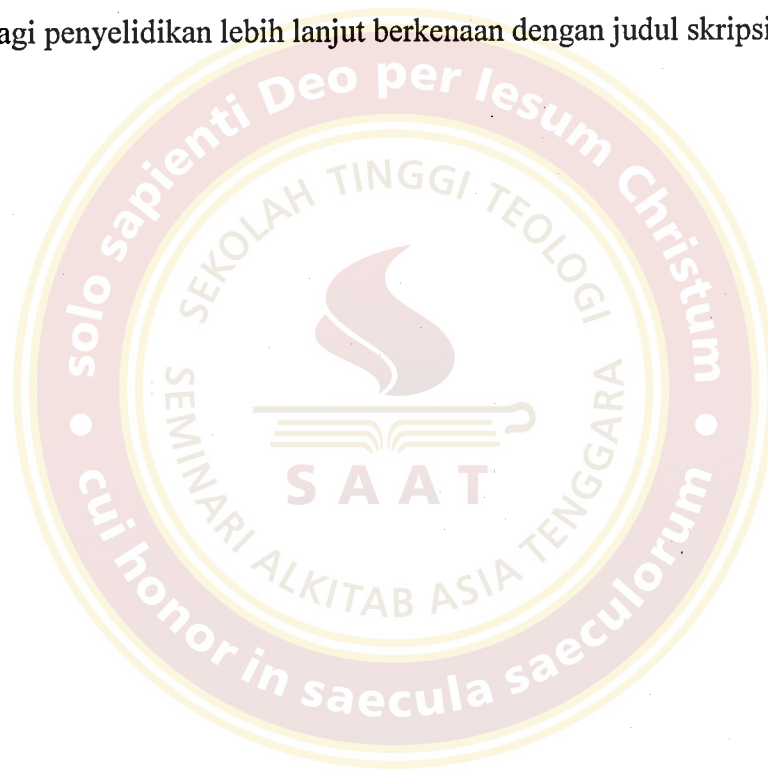 agi penyelidikan lebih lanjut berkenaan dengan judul skripsi
solo sapienti Deo per Iesum Christum
SEKOLAH TINGGI TEOLOGI
SAAT
SEMINARI ALKITAB ASIA TENGGARA
cui honor in saecula saeculorum